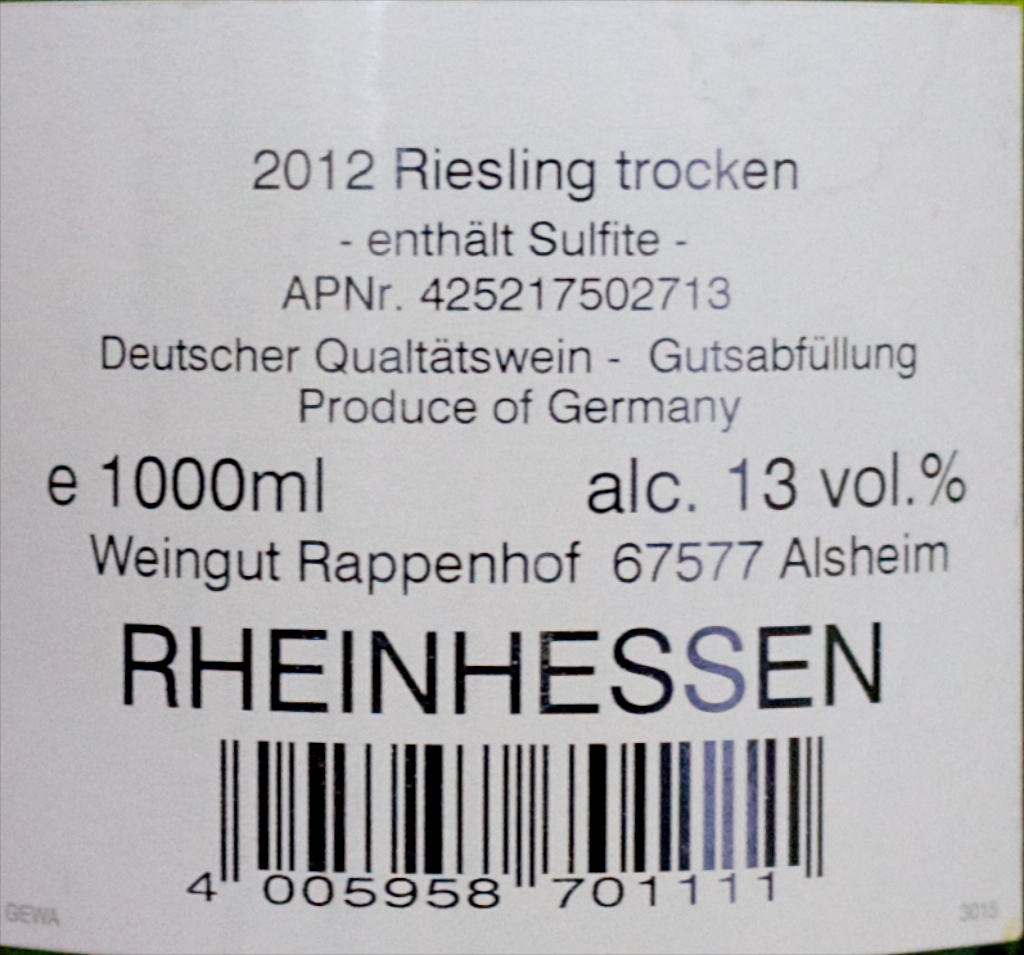 2012 Riesling trocken
- enthält Sulfite -
APNr. 425217502713
Deutscher Qualtätswein - Gutsabfüllung
Produce of Germany
e 1000ml alc. 13 vol.%
Weingut Rappenhof 67577 Alsheim
RHEINHESSEN
4 005958 701111
GEWA 3015